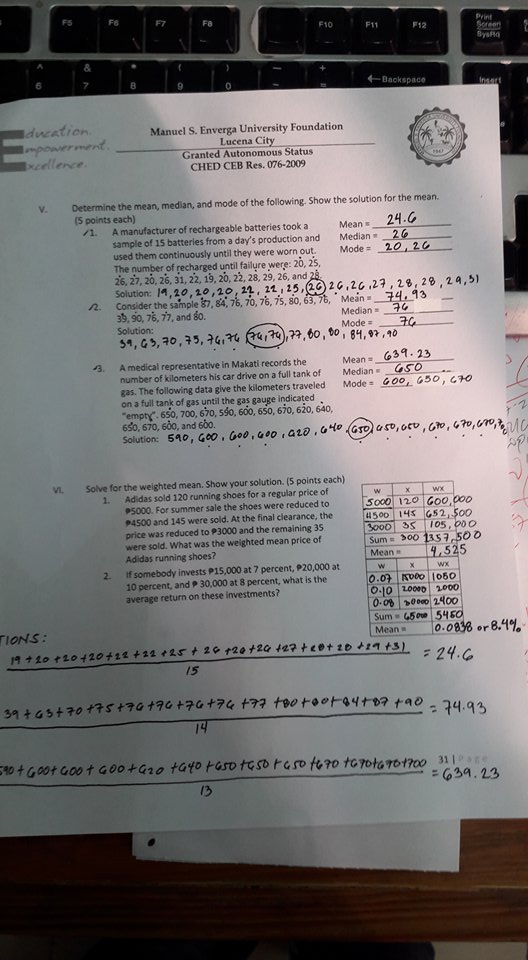 F5 F6 F7 F8 F10 F11 F12 Print Screen SysRq
^ 6 & 7 * 8 ( 9 ) 0 - + = Backspace Insert
Education.
Empowerment.
Excellence.
Manuel S. Enverga University Foundation
Lucena City
Granted Autonomous Status
CHED CEB Res. 076-2009
V. Determine the mean, median, and mode of the following. Show the solution for the mean.
(5 points each)
/1. A manufacturer of rechargeable batteries took a
sample of 15 batteries from a day's production and
used them continuously until they were worn out.
The number of recharged until failure were: 20, 25,
26, 27, 20, 26, 31, 22, 19, 20, 22, 28, 29, 26, and 28.
Mean = 24.6
Median = 26
Mode = 20, 26
Solution: 19, 20, 20, 20, 22, 22, 25, 26, 26, 26, 27, 28, 28, 29, 31
/2. Consider the sample 87, 84, 76, 70, 76, 75, 80, 63, 76,
39, 90, 76, 77, and 80.
Mean = 74.93
Median = 76
Mode = 76
Solution:
39, 63, 70, 75, 76, 76, 76, 76, 77, 80, 80, 84, 87, 90
/3. A medical representative in Makati records the
number of kilometers his car drive on a full tank of
gas. The following data give the kilometers traveled
on a full tank of gas until the gas gauge indicated
"empty". 650, 700, 670, 590, 600, 650, 670, 620, 640,
650, 670, 600, and 600.
Mean = 639.23
Median = 650
Mode = 600, 650, 670
Solution: 590, 600, 600, 600, 620, 640, 650, 650, 650, 670, 670, 670,
VI. Solve for the weighted mean. Show your solution. (5 points each)
1. Adidas sold 120 running shoes for a regular price of
₱5000. For summer sale the shoes were reduced to
₱4500 and 145 were sold. At the final clearance, the
price was reduced to ₱3000 and the remaining 35
were sold. What was the weighted mean price of
Adidas running shoes?
w x wx
5000 120 600,000
4500 145 652,500
3000 35 105,000
Sum = 300 1357,500
Mean = 4,525
2. If somebody invests ₱15,000 at 7 percent, ₱20,000 at
10 percent, and ₱ 30,000 at 8 percent, what is the
average return on these investments?
w x wx
0.07 15000 1050
0.10 20000 2000
0.08 30000 2400
Sum = 65000 5450
Mean = 0.0838 or 8.4%
TIONS:
19+20+20+20+22+22+25+26+26+26+27+28+28+29+31 = 24.6
15
39+63+70+75+76+76+76+76+77+80+80+84+87+90 = 74.93
14
31 | Page
590+600+600+600+620+640+650+650+650+670+670+670+700 = 639.23
13